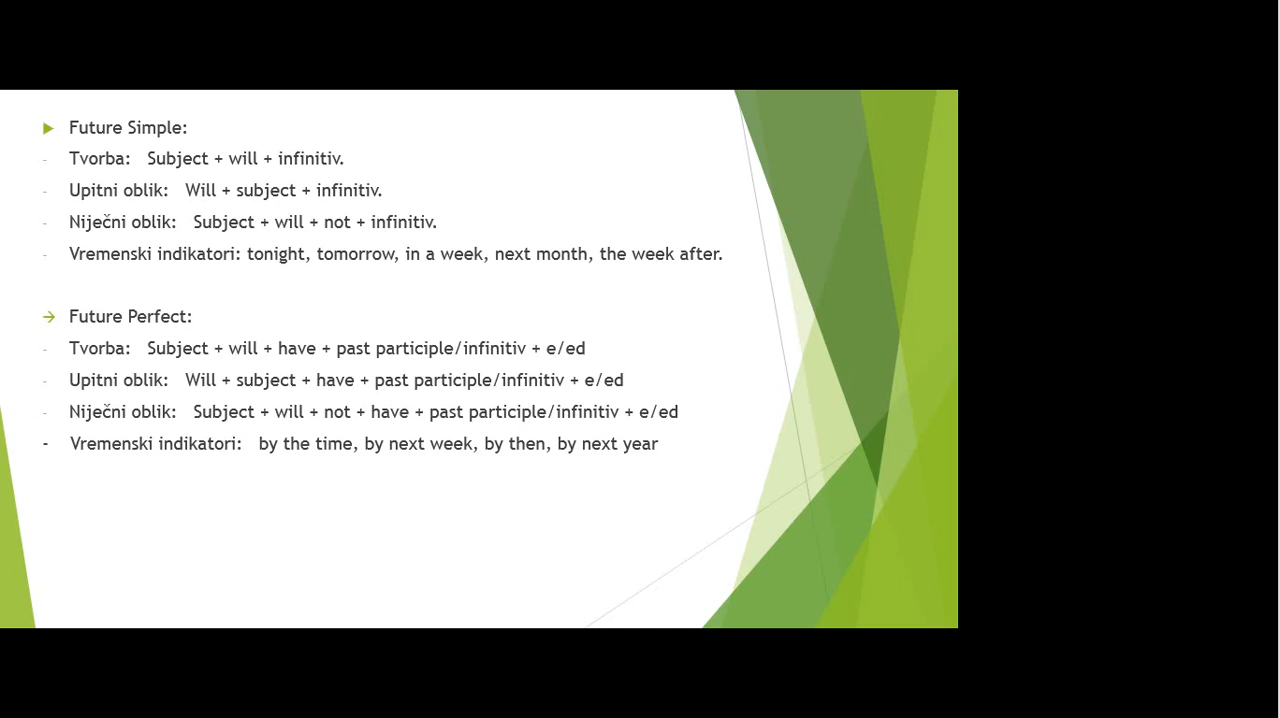 Future Simple:
- Tvorba: Subject + will + infinitiv.
- Upitni oblik: Will + subject + infinitiv.
- Niječni oblik: Subject + will + not + infinitiv.
- Vremenski indikatori: tonight, tomorrow, in a week, next month, the week after.
→ Future Perfect:
- Tvorba: Subject + will + have + past participle/infinitiv + e/ed
- Upitni oblik: Will + subject + have + past participle/infinitiv + e/ed
- Niječni oblik: Subject + will + not + have + past participle/infinitiv + e/ed
- Vremenski indikatori: by the time, by next week, by then, by next year